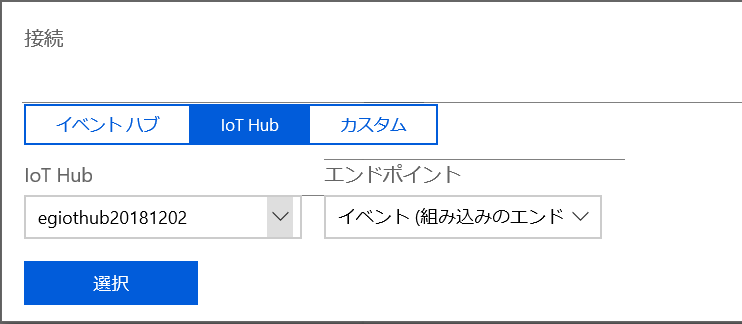 接続
イベント ハブ IoT Hub カスタム
IoT Hub エンドポイント
egiothub20181202 イベント (組み込みのエンド
選択